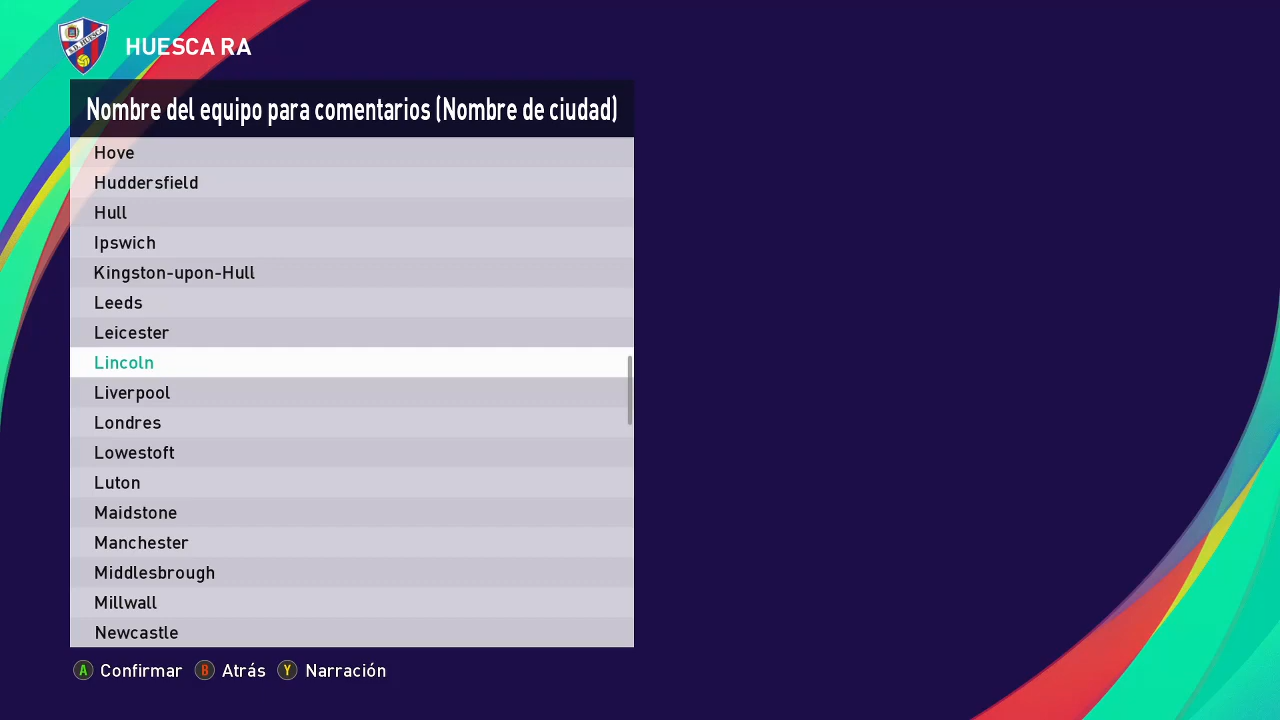 S.D. HUESCA
HUESCA RA
Nombre del equipo para comentarios (Nombre de ciudad)
Hove
Huddersfield
Hull
Ipswich
Kingston-upon-Hull
Leeds
Leicester
Lincoln
Liverpool
Londres
Lowestoft
Luton
Maidstone
Manchester
Middlesbrough
Millwall
Newcastle
A Confirmar B Atrás Y Narración